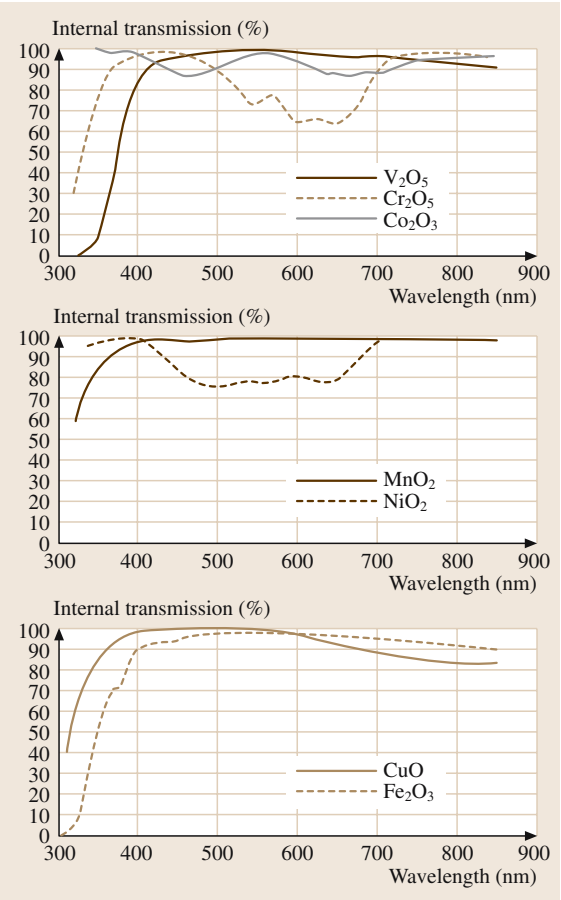 Internal transmission (%)
100
90
80
70
60
50
40
30
20
10
0
V₂O₅
Cr₂O₅
Co₂O₃
300 400 500 600 700 800 900
Wavelength (nm)
Internal transmission (%)
100
90
80
70
60
50
40
30
20
10
0
MnO₂
NiO₂
300 400 500 600 700 800 900
Wavelength (nm)
Internal transmission (%)
100
90
80
70
60
50
40
30
20
10
0
CuO
Fe₂O₃
300 400 500 600 700 800 900
Wavelength (nm)